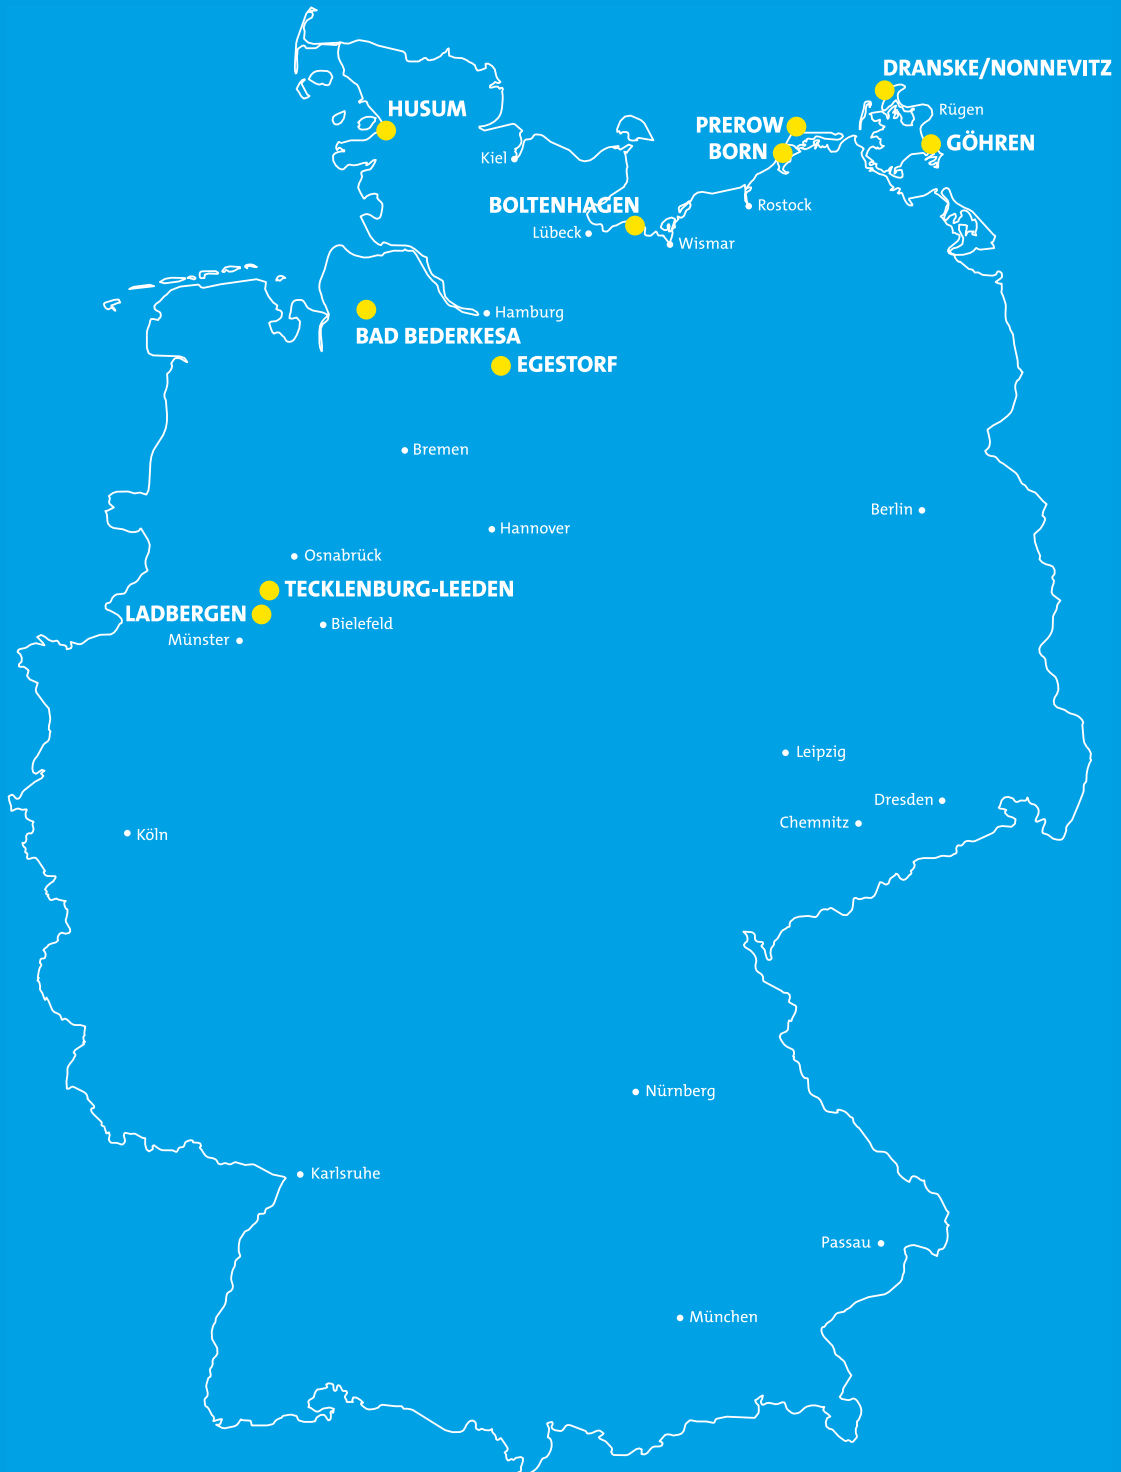 DRANSKE/NONNEVITZ
HUSUM
Rügen
PREROW
BORN
GÖHREN
Kiel
BOLTENHAGEN
Rostock
Lübeck
Wismar
Hamburg
BAD BEDERKESA
EGESTORF
Bremen
Berlin
Hannover
Osnabrück
TECKLENBURG-LEEDEN
LADBERGEN
Bielefeld
Münster
Leipzig
Dresden
Chemnitz
Köln
Nürnberg
Karlsruhe
Passau
München